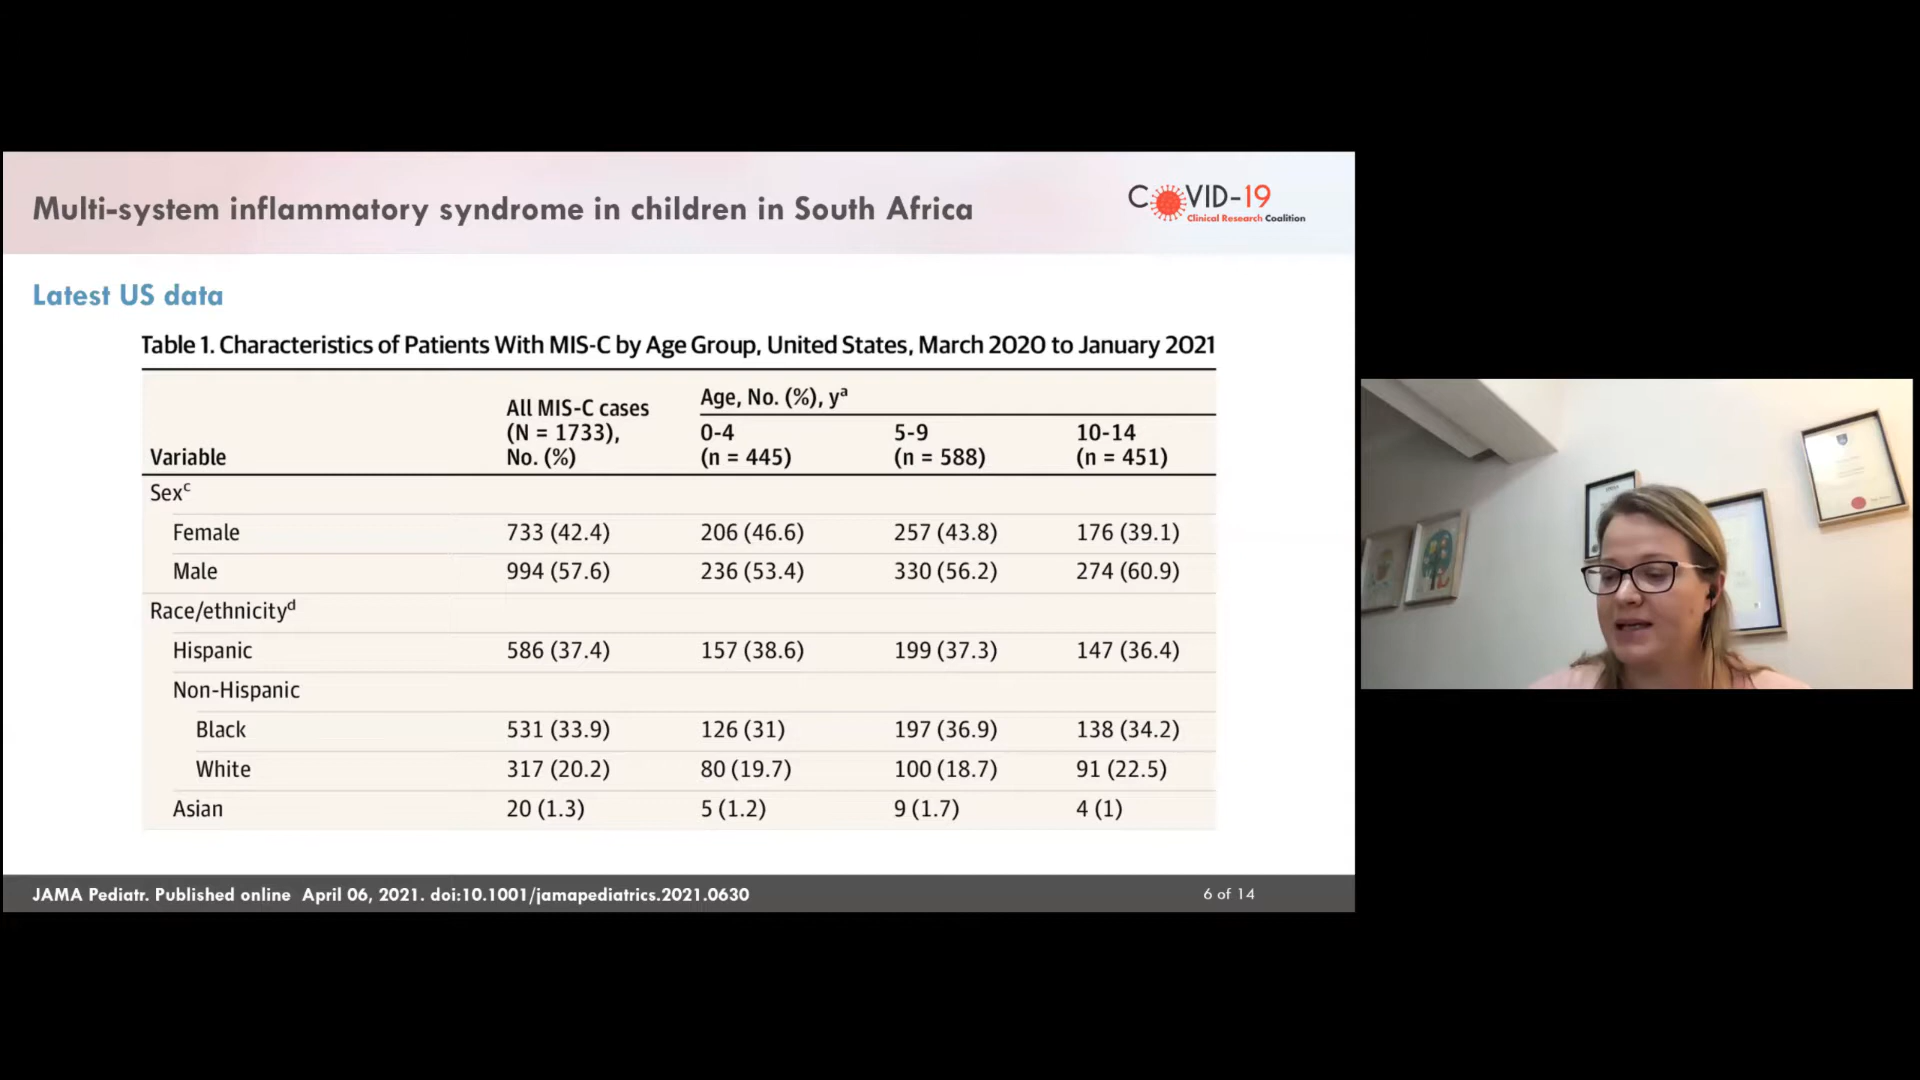 Multi-system inflammatory syndrome in children in South Africa
COVID-19
Clinical Research Coalition
Latest US data
Table 1. Characteristics of Patients With MIS-C by Age Group, United States, March 2020 to January 2021
Variable All MIS-C cases (N = 1733), No. (%) Age, No. (%), yᵃ
0-4 (n = 445) 5-9 (n = 588) 10-14 (n = 451)
Sexᶜ
Female 733 (42.4) 206 (46.6) 257 (43.8) 176 (39.1)
Male 994 (57.6) 236 (53.4) 330 (56.2) 274 (60.9)
Race/ethnicityᵈ
Hispanic 586 (37.4) 157 (38.6) 199 (37.3) 147 (36.4)
Non-Hispanic
Black 531 (33.9) 126 (31) 197 (36.9) 138 (34.2)
White 317 (20.2) 80 (19.7) 100 (18.7) 91 (22.5)
Asian 20 (1.3) 5 (1.2) 9 (1.7) 4 (1)
JAMA Pediatr. Published online April 06, 2021. doi:10.1001/jamapediatrics.2021.0630
6 of 14